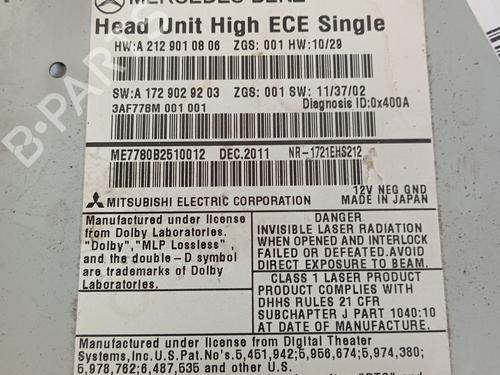 MERCEDES-BENZ
Head Unit High ECE Single
HW:A 212 901 08 06 ZGS: 001 HW:10/29
SW:A 172 902 92 03 ZGS: 001 SW: 11/37/02
3AF778M 001 001 Diagnosis ID:0x400A
ME7780B2510012 DEC.2011 NR-1721EHS212
12V NEG GND
MITSUBISHI ELECTRIC CORPORATION MADE IN JAPAN
Manufactured under license
from Dolby Laboratories.
"Dolby","MLP Lossless" ,
and the double-D symbol
are trademarks of Dolby
Laboratories.
DANGER
INVISIBLE LASER RADIATION
WHEN OPENED AND INTERLOCK
FAILED OR DEFEATED.AVOID
DIRECT EXPOSURE TO BEAM.
CLASS 1 LASER PRODUCT
PRODUCT COMPLIES WITH
DHHS RULES 21 CFR
SUBCHAPTER J PART 1040:10
AT DATE OF MANUFACTURE.
Manufactured under license from Digital Theater
Systems, Inc. U.S. Pat. No's.5,451,942;5,956,674;5,974,380;
5,978,762;6,487,535 and other U.S.
B-PARTS